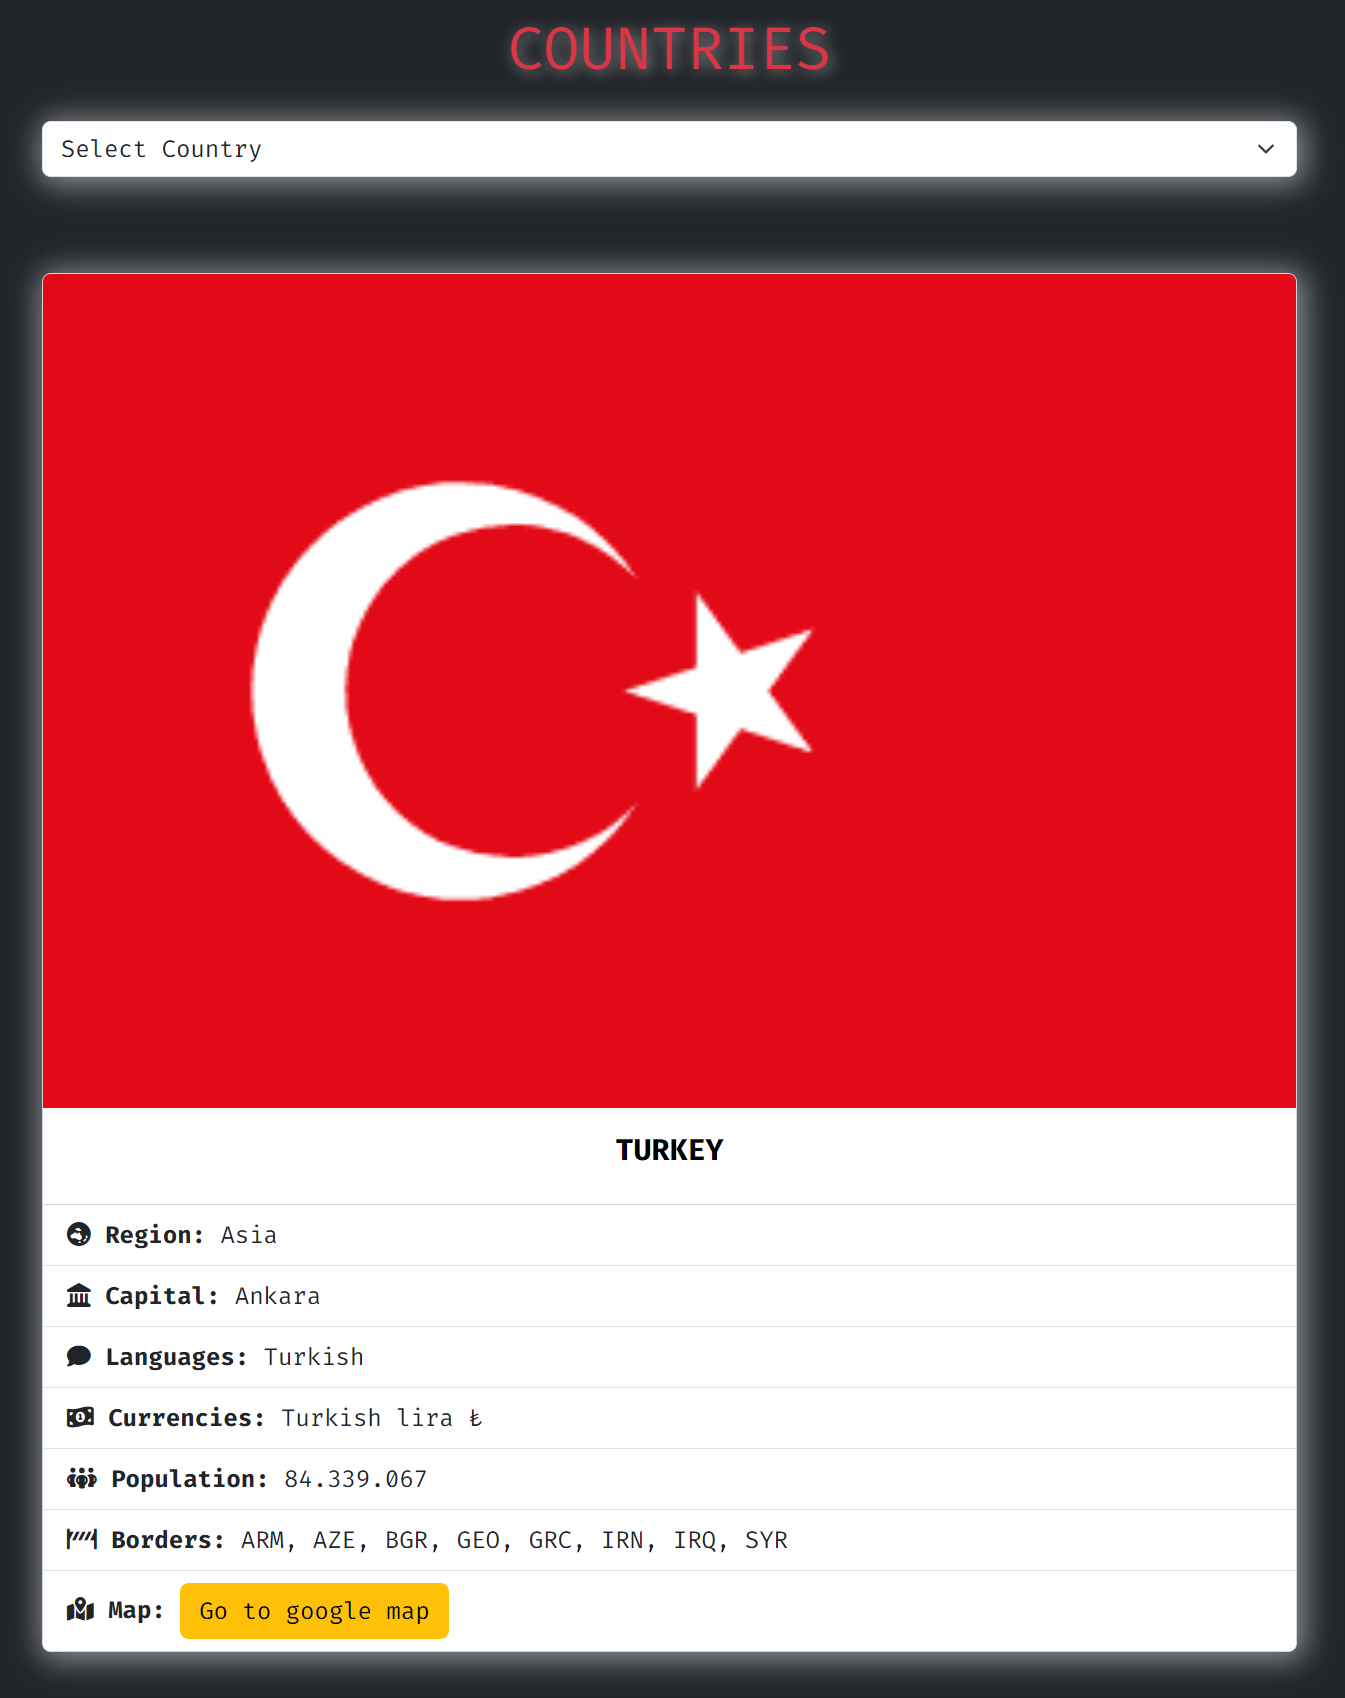 COUNTRIES
Select Country
TURKEY
Region: Asia
Capital: Ankara
Languages: Turkish
Currencies: Turkish lira ₺
Population: 84.339.067
Borders: ARM, AZE, BGR, GEO, GRC, IRN, IRQ, SYR
Map: Go to google map